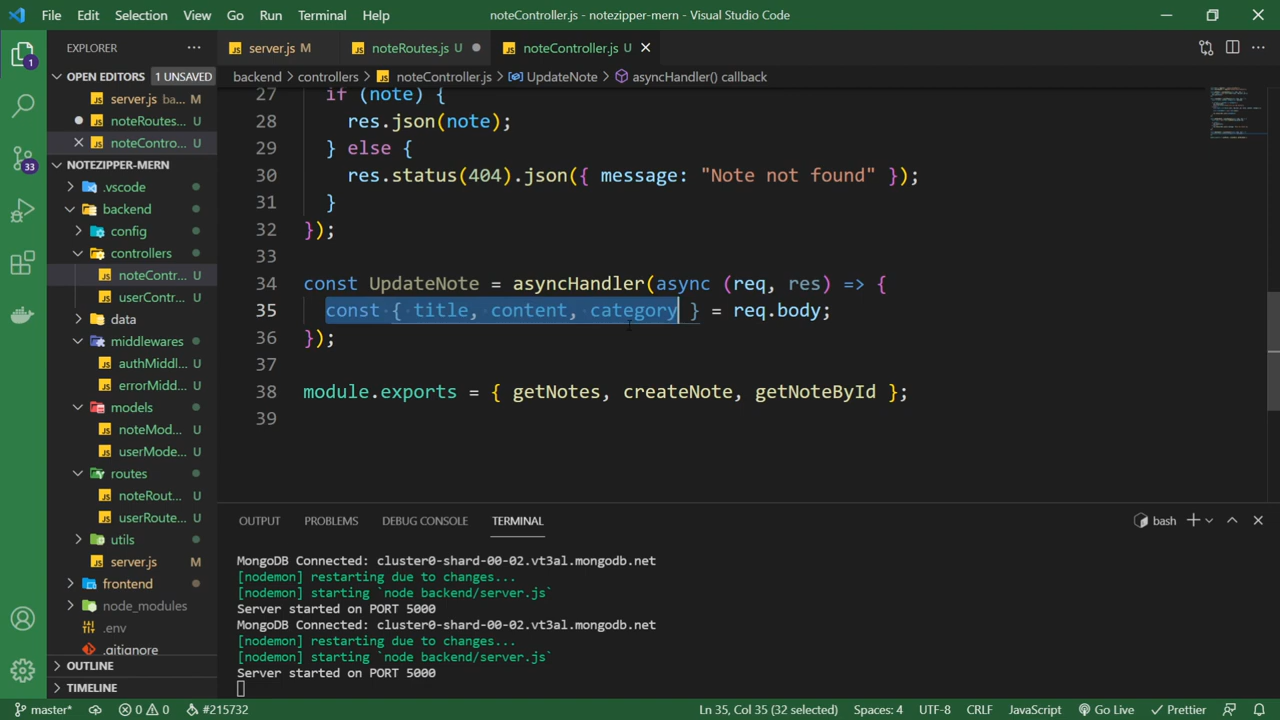 File Edit Selection View Go Run Terminal Help noteController.js - notezipper-mern - Visual Studio Code
EXPLORER ··· server.js M noteRoutes.js U noteController.js U
OPEN EDITORS 1 UNSAVED
backend > controllers > noteController.js > UpdateNote > asyncHandler() callback
server.js ba... M
noteRoutes... U
noteContro... U
NOTEZIPPER-MERN
.vscode
backend
config
controllers
noteContr... U
userContr... U
data
middlewares
authMiddl... U
errorMidd... U
models
noteMod... U
userMode... U
routes
noteRout... U
userRoute... U
utils
server.js M
frontend
node_modules
.env
.gitignore
OUTLINE
TIMELINE
27 if (note) {
28 res.json(note);
29 } else {
30 res.status(404).json({ message: "Note not found" });
31 }
32 });
33
34 const UpdateNote = asyncHandler(async (req, res) => {
35 const { title, content, category } = req.body;
36 });
37
38 module.exports = { getNotes, createNote, getNoteById };
39
OUTPUT PROBLEMS DEBUG CONSOLE TERMINAL bash
MongoDB Connected: cluster0-shard-00-02.vt3al.mongodb.net
[nodemon] restarting due to changes...
[nodemon] starting `node backend/server.js`
Server started on PORT 5000
MongoDB Connected: cluster0-shard-00-02.vt3al.mongodb.net
[nodemon] restarting due to changes...
[nodemon] starting `node backend/server.js`
Server started on PORT 5000
1
33
master* 0 0 #215732 Ln 35, Col 35 (32 selected) Spaces: 4 UTF-8 CRLF JavaScript Go Live Prettier